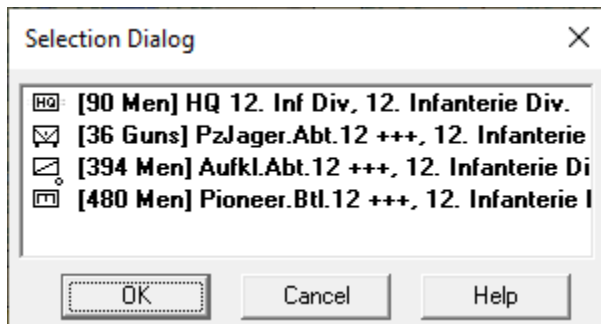 Selection Dialog
HQ [90 Men] HQ 12. Inf Div, 12. Infanterie Div.
[36 Guns] PzJager.Abt.12 +++, 12. Infanterie
[394 Men] Aufkl.Abt.12 +++, 12. Infanterie Di
[480 Men] Pioneer.Btl.12 +++, 12. Infanterie
OK Cancel Help